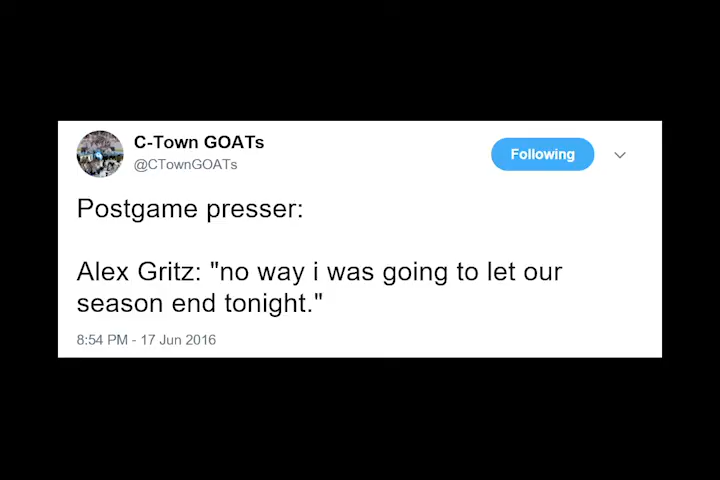 C-Town GOATs
@CTownGOATs
Following
Postgame presser:
Alex Gritz: "no way i was going to let our
season end tonight."
8:54 PM - 17 Jun 2016